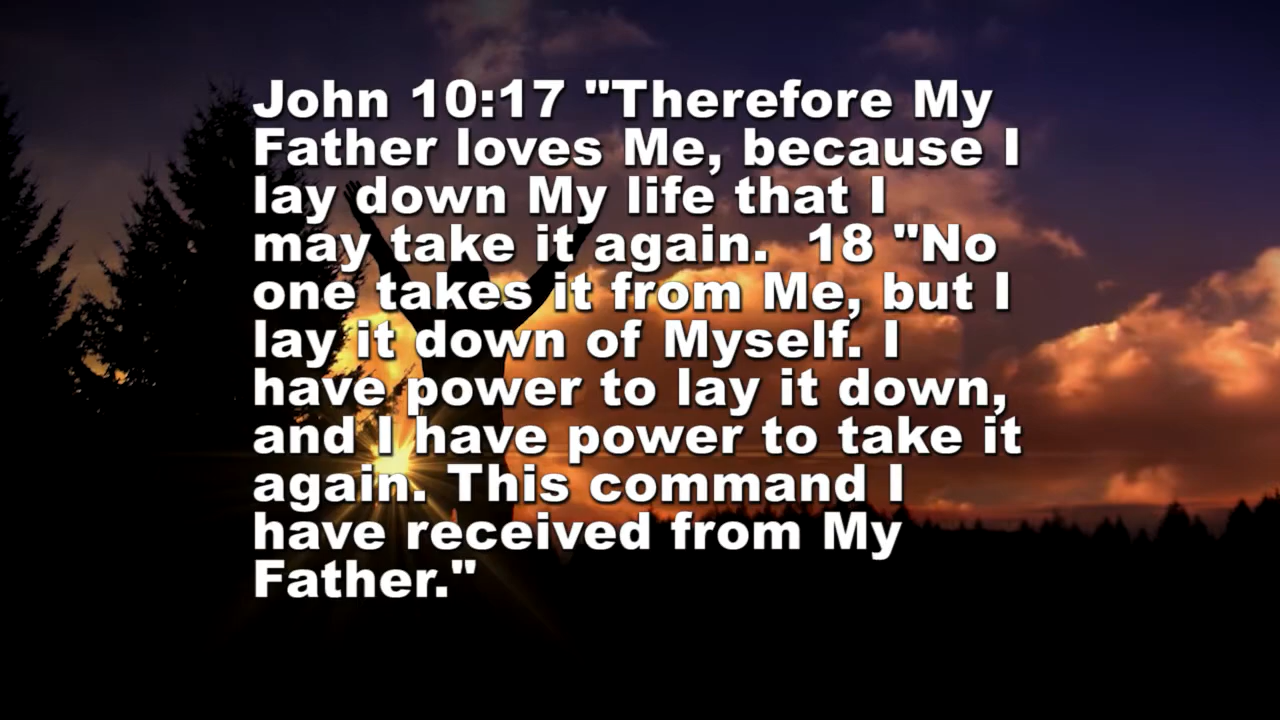 John 10:17 "Therefore My
Father loves Me, because I
lay down My life that I
may take it again.  18 "No
one takes it from Me, but I
lay it down of Myself. I
have power to lay it down,
and I have power to take it
again. This command I
have received from My
Father."